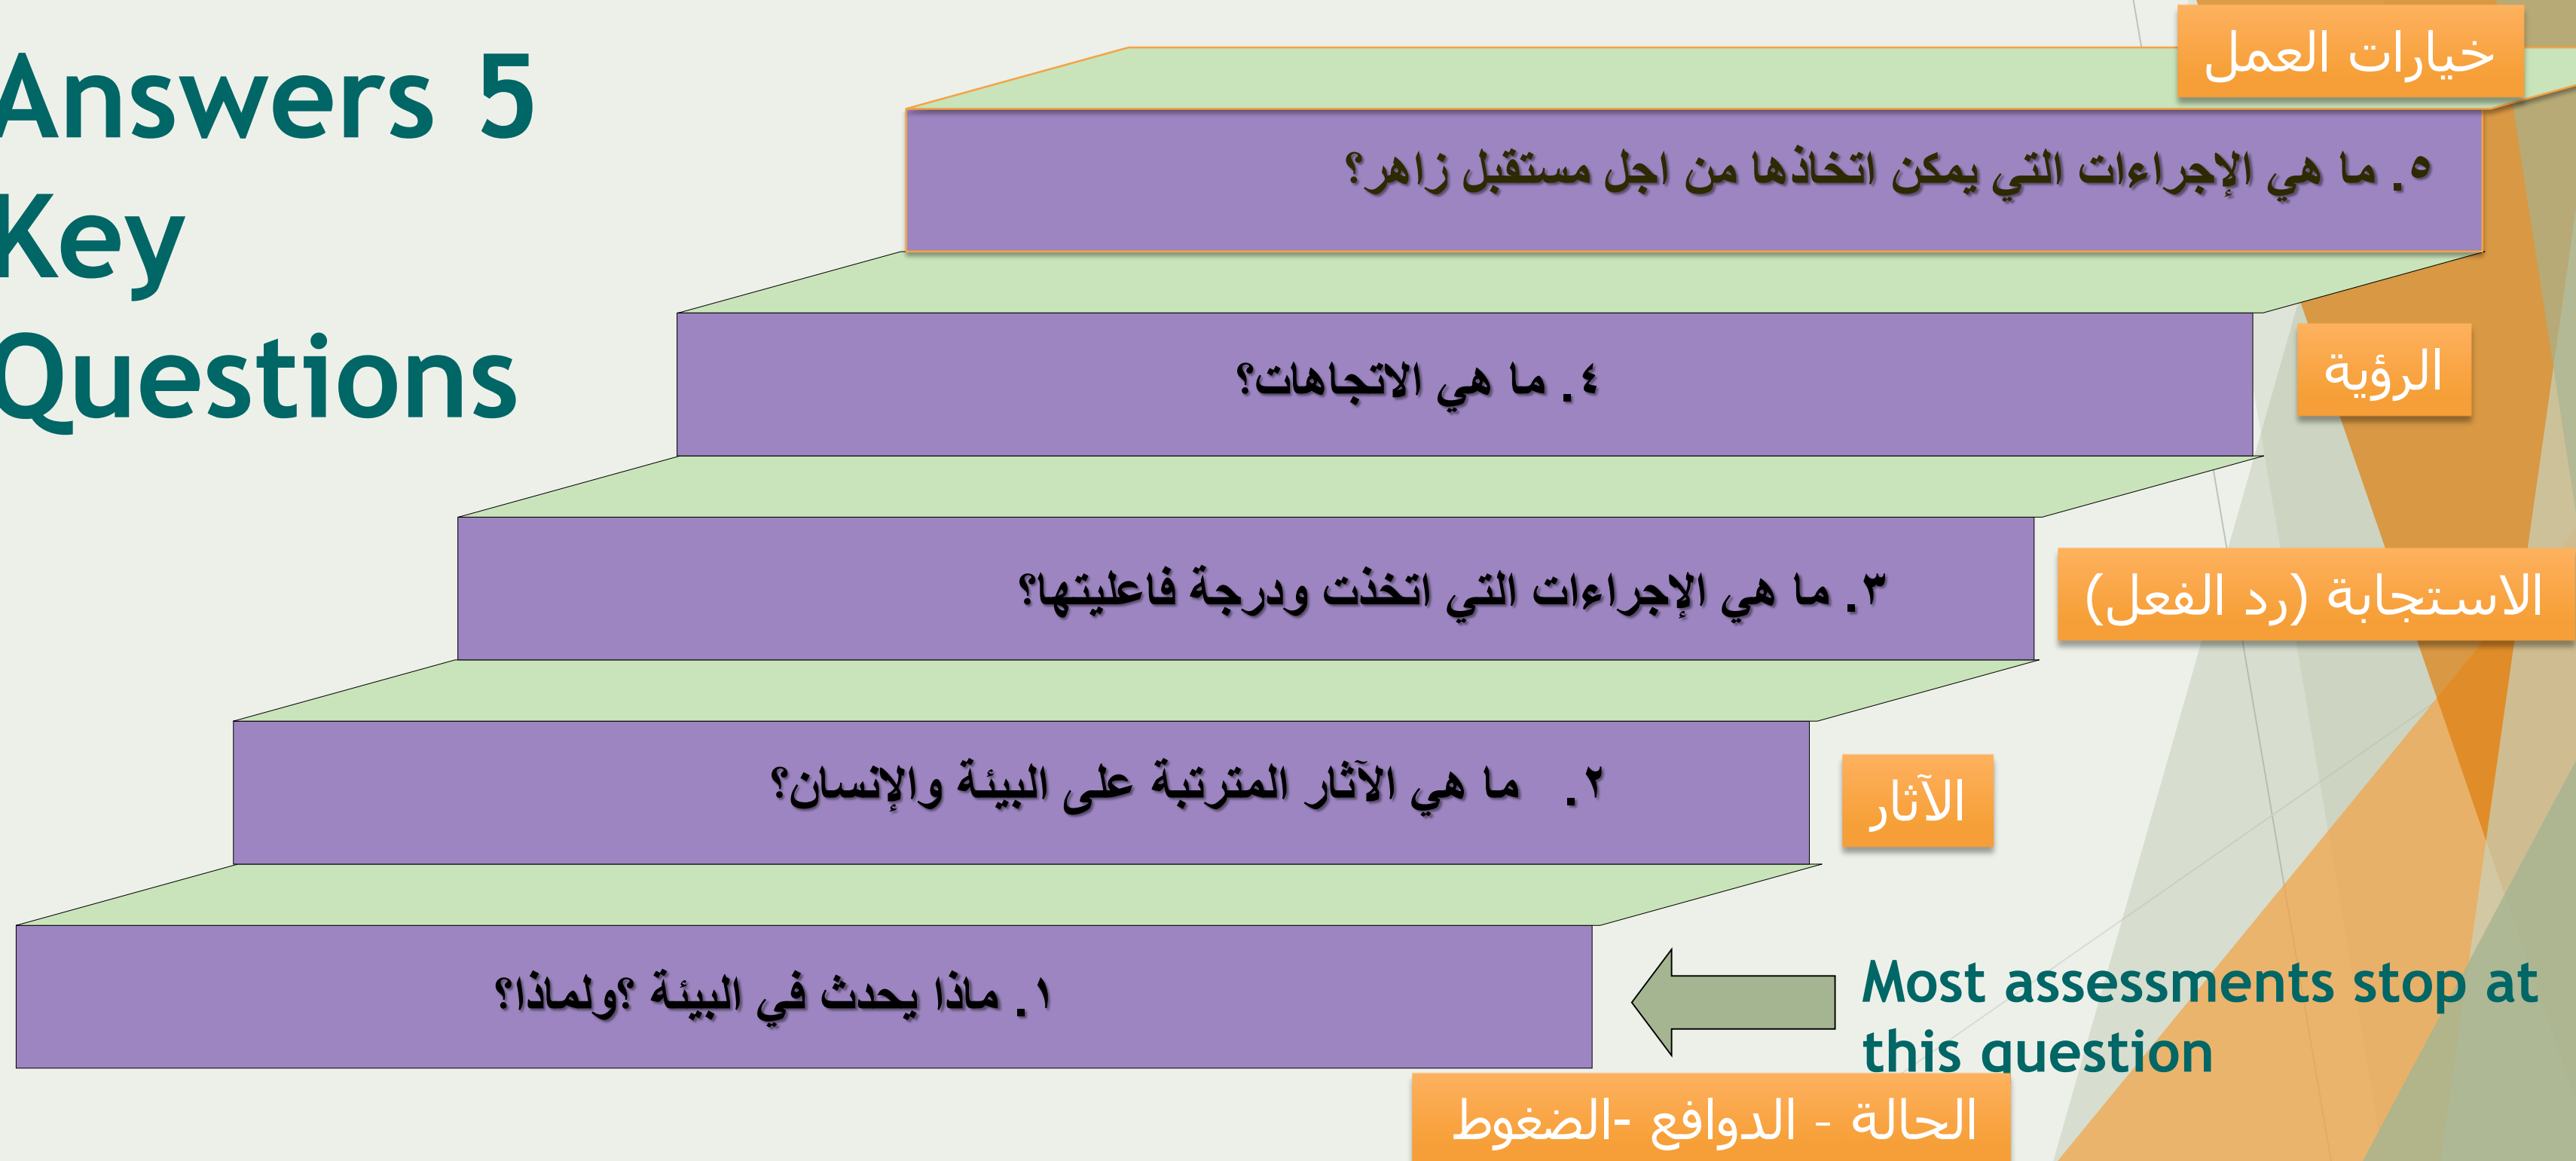 Answers 5
Key
Questions
خيارات العمل
٥. ما هي الإجراءات التي يمكن اتخاذها من اجل مستقبل زاهر؟
٤. ما هي الاتجاهات؟
الرؤية
٣. ما هي الإجراءات التي اتخذت ودرجة فاعليتها؟
الاستجابة (رد الفعل)
٢. ما هي الآثار المترتبة على البيئة والإنسان؟
الآثار
١. ماذا يحدث في البيئة ؟ولماذا؟
Most assessments stop at
this question
الحالة - الدوافع -الضغوط